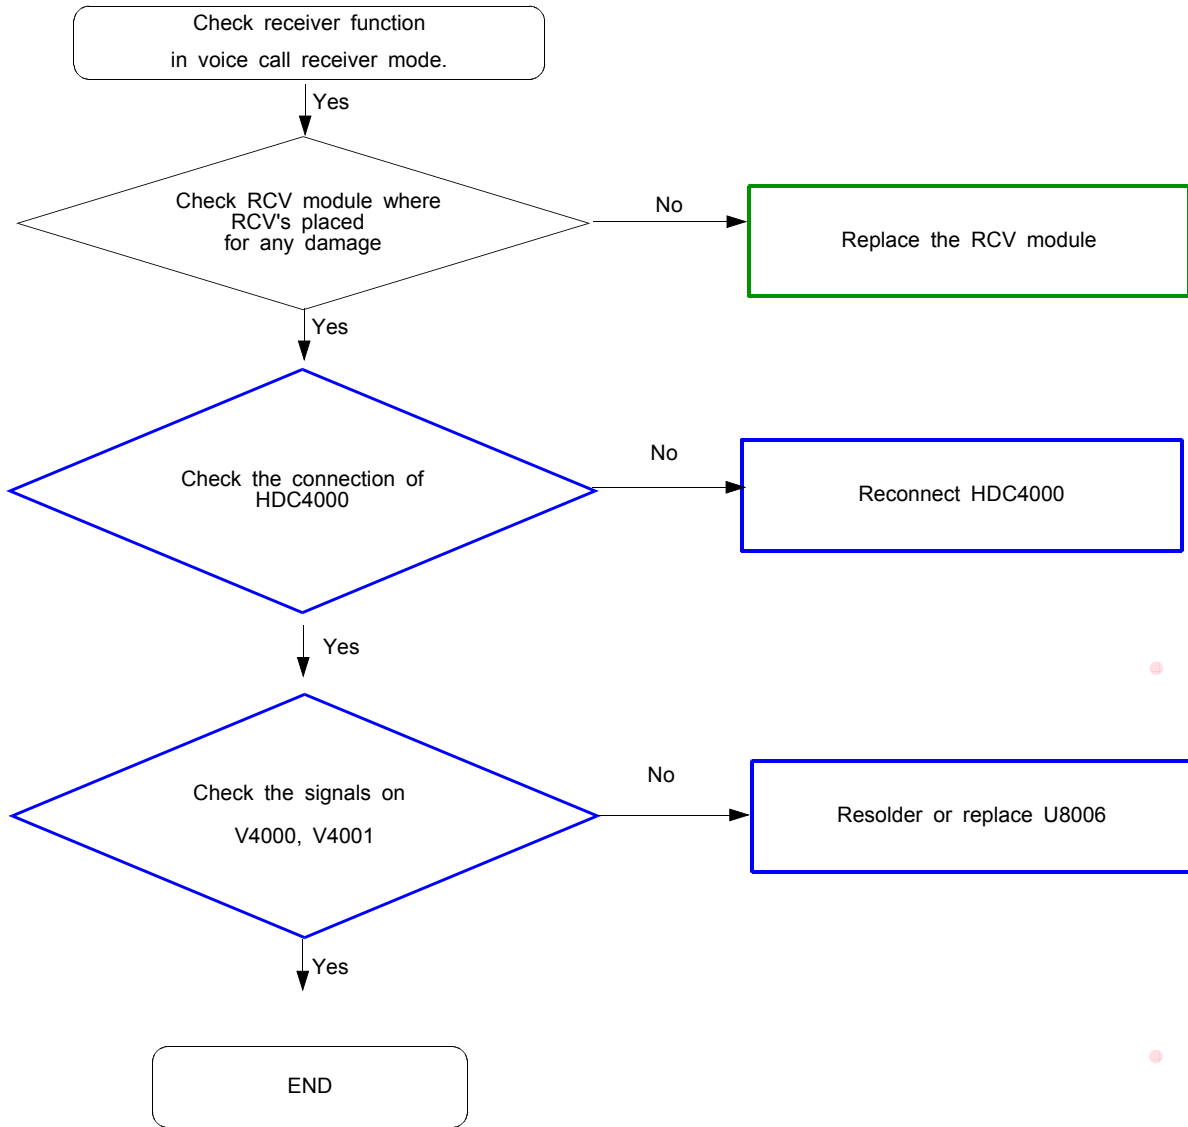 Check receiver function
in voice call receiver mode.
Yes
Check RCV module where
RCV's placed
for any damage
No
Replace the RCV module
Yes
Check the connection of
HDC4000
No
Reconnect HDC4000
Yes
Check the signals on
V4000, V4001
No
Resolder or replace U8006
Yes
END